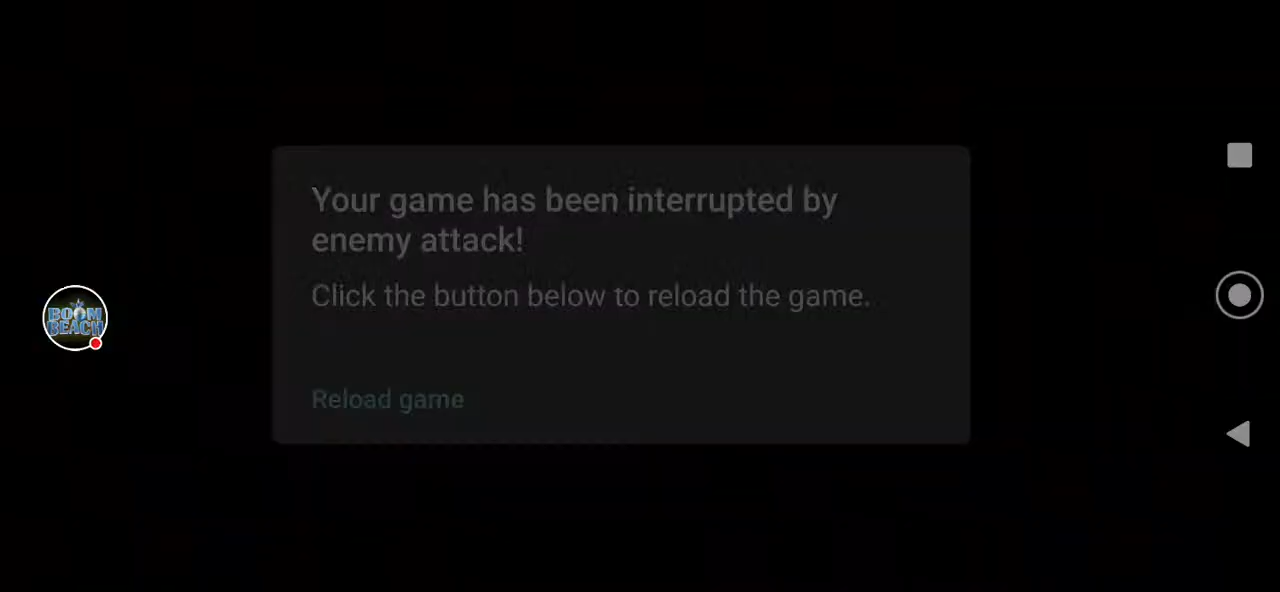 Your game has been interrupted by
enemy attack!
Click the button below to reload the game.
BOOM
BEACH
Reload game